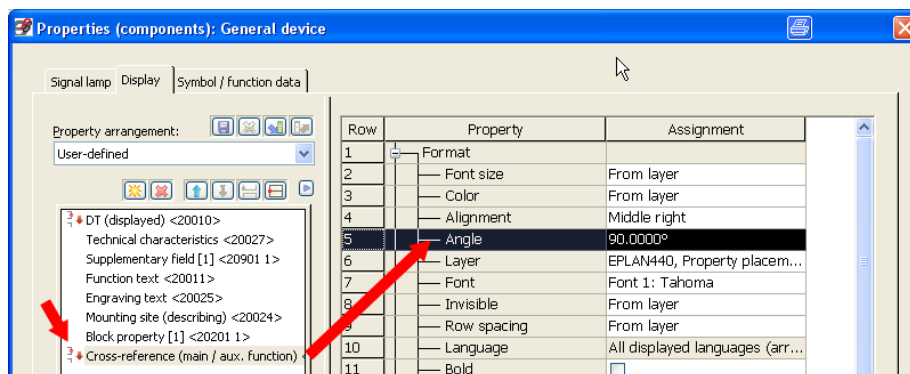 Properties (components): General device
Signal lamp Display Symbol / function data
Property arrangement:
User-defined
DT (displayed) <20010>
Technical characteristics <20027>
Supplementary field [1] <20901 1>
Function text <20011>
Engraving text <20025>
Mounting site (describing) <20024>
Block property [1] <20201 1>
Cross-reference (main / aux. function) <
Row Property Assignment
1 Format
2 Font size From layer
3 Color From layer
4 Alignment Middle right
5 Angle 90.0000°
6 Layer EPLAN440, Property placem...
7 Font Font 1: Tahoma
8 Invisible From layer
9 Row spacing From layer
10 Language All displayed languages (arr...
11 Bold